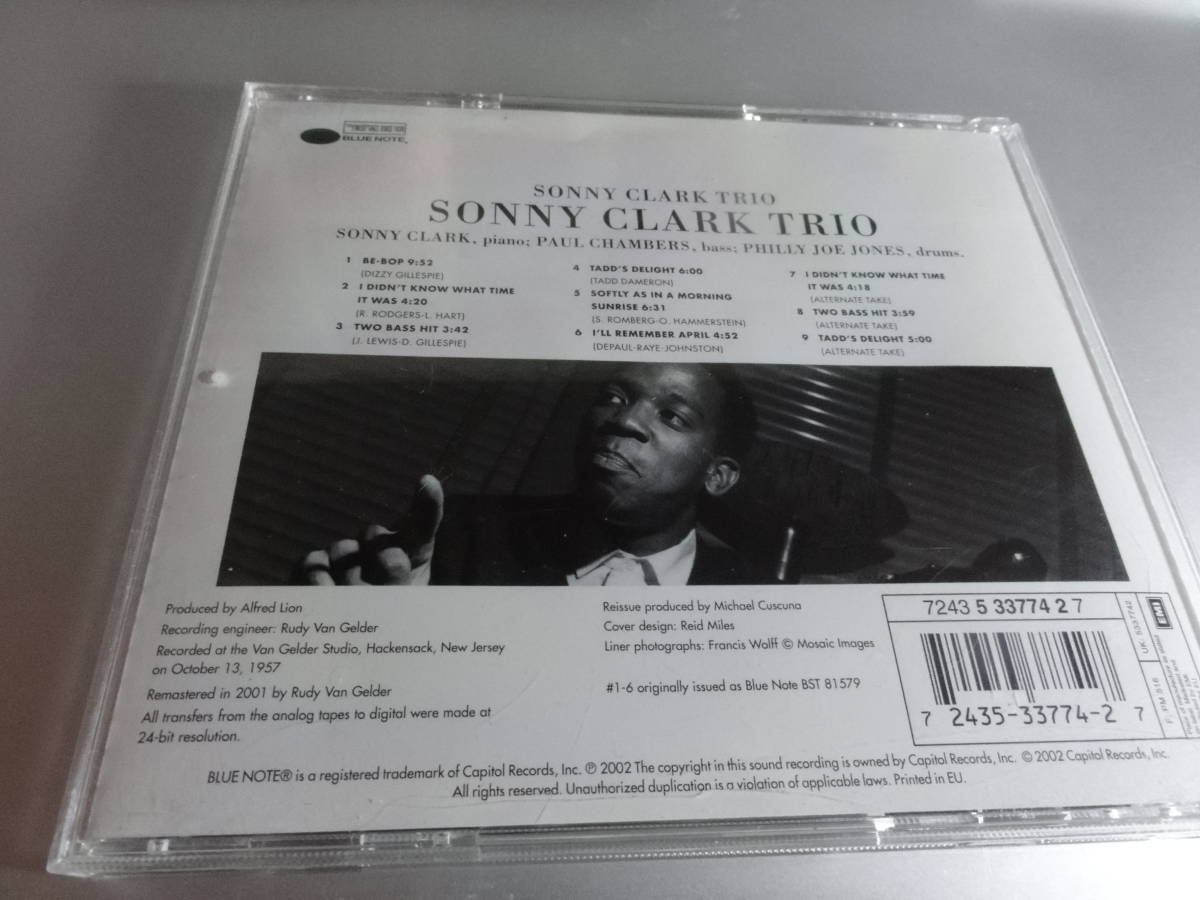 BLUE NOTE
SONNY CLARK TRIO
SONNY CLARK TRIO
SONNY CLARK, piano; PAUL CHAMBERS, bass; PHILLY JOE JONES, drums.
1 BE-BOP 9:52
(DIZZY GILLESPIE)
2 I DIDN'T KNOW WHAT TIME
IT WAS 4:20
(R. RODGERS-L. HART)
3 TWO BASS HIT 3:42
(J. LEWIS-D. GILLESPIE)
4 TADD'S DELIGHT 6:00
(TADD DAMERON)
5 SOFTLY AS IN A MORNING
SUNRISE 6:31
(S. ROMBERG-O. HAMMERSTEIN)
6 I'LL REMEMBER APRIL 4:52
(DEPAUL-RAYE-JOHNSTON)
7 I DIDN'T KNOW WHAT TIME
IT WAS 4:18
(ALTERNATE TAKE)
8 TWO BASS HIT 3:59
(ALTERNATE TAKE)
9 TADD'S DELIGHT 5:00
(ALTERNATE TAKE)
Produced by Alfred Lion
Recording engineer: Rudy Van Gelder
Recorded at the Van Gelder Studio, Hackensack, New Jersey
on October 13, 1957
Remastered in 2001 by Rudy Van Gelder
All transfers from the analog tapes to digital were made at
24-bit resolution.
Reissue produced by Michael Cuscuna
Cover design: Reid Miles
Liner photographs: Francis Wolff © Mosaic Images
#1-6 originally issued as Blue Note BST 81579
7243 5 33774 2 7
7 2435-33774-2 7
UK: 5337742
EMI
F: PM 516
BLUE NOTE® is a registered trademark of Capitol Records, Inc. ℗ 2002 The copyright in this sound recording is owned by Capitol Records, Inc. © 2002 Capitol Records, Inc.
All rights reserved. Unauthorized duplication is a violation of applicable laws. Printed in EU.